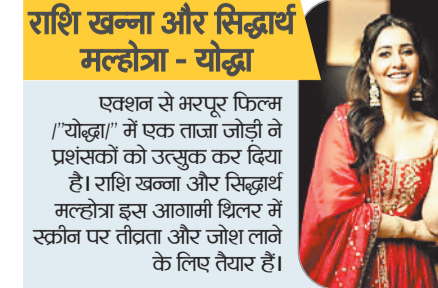 राशि खन्ना और सिद्धार्थ
मल्होत्रा - योद्धा
एक्शन से भरपूर फिल्म
/"योद्धा/" में एक ताजा जोड़ी ने
प्रशंसकों को उत्सुक कर दिया
है। राशि खन्ना और सिद्धार्थ
मल्होत्रा इस आगामी थ्रिलर में
स्क्रीन पर तीव्रता और जोश लाने
के लिए तैयार हैं।